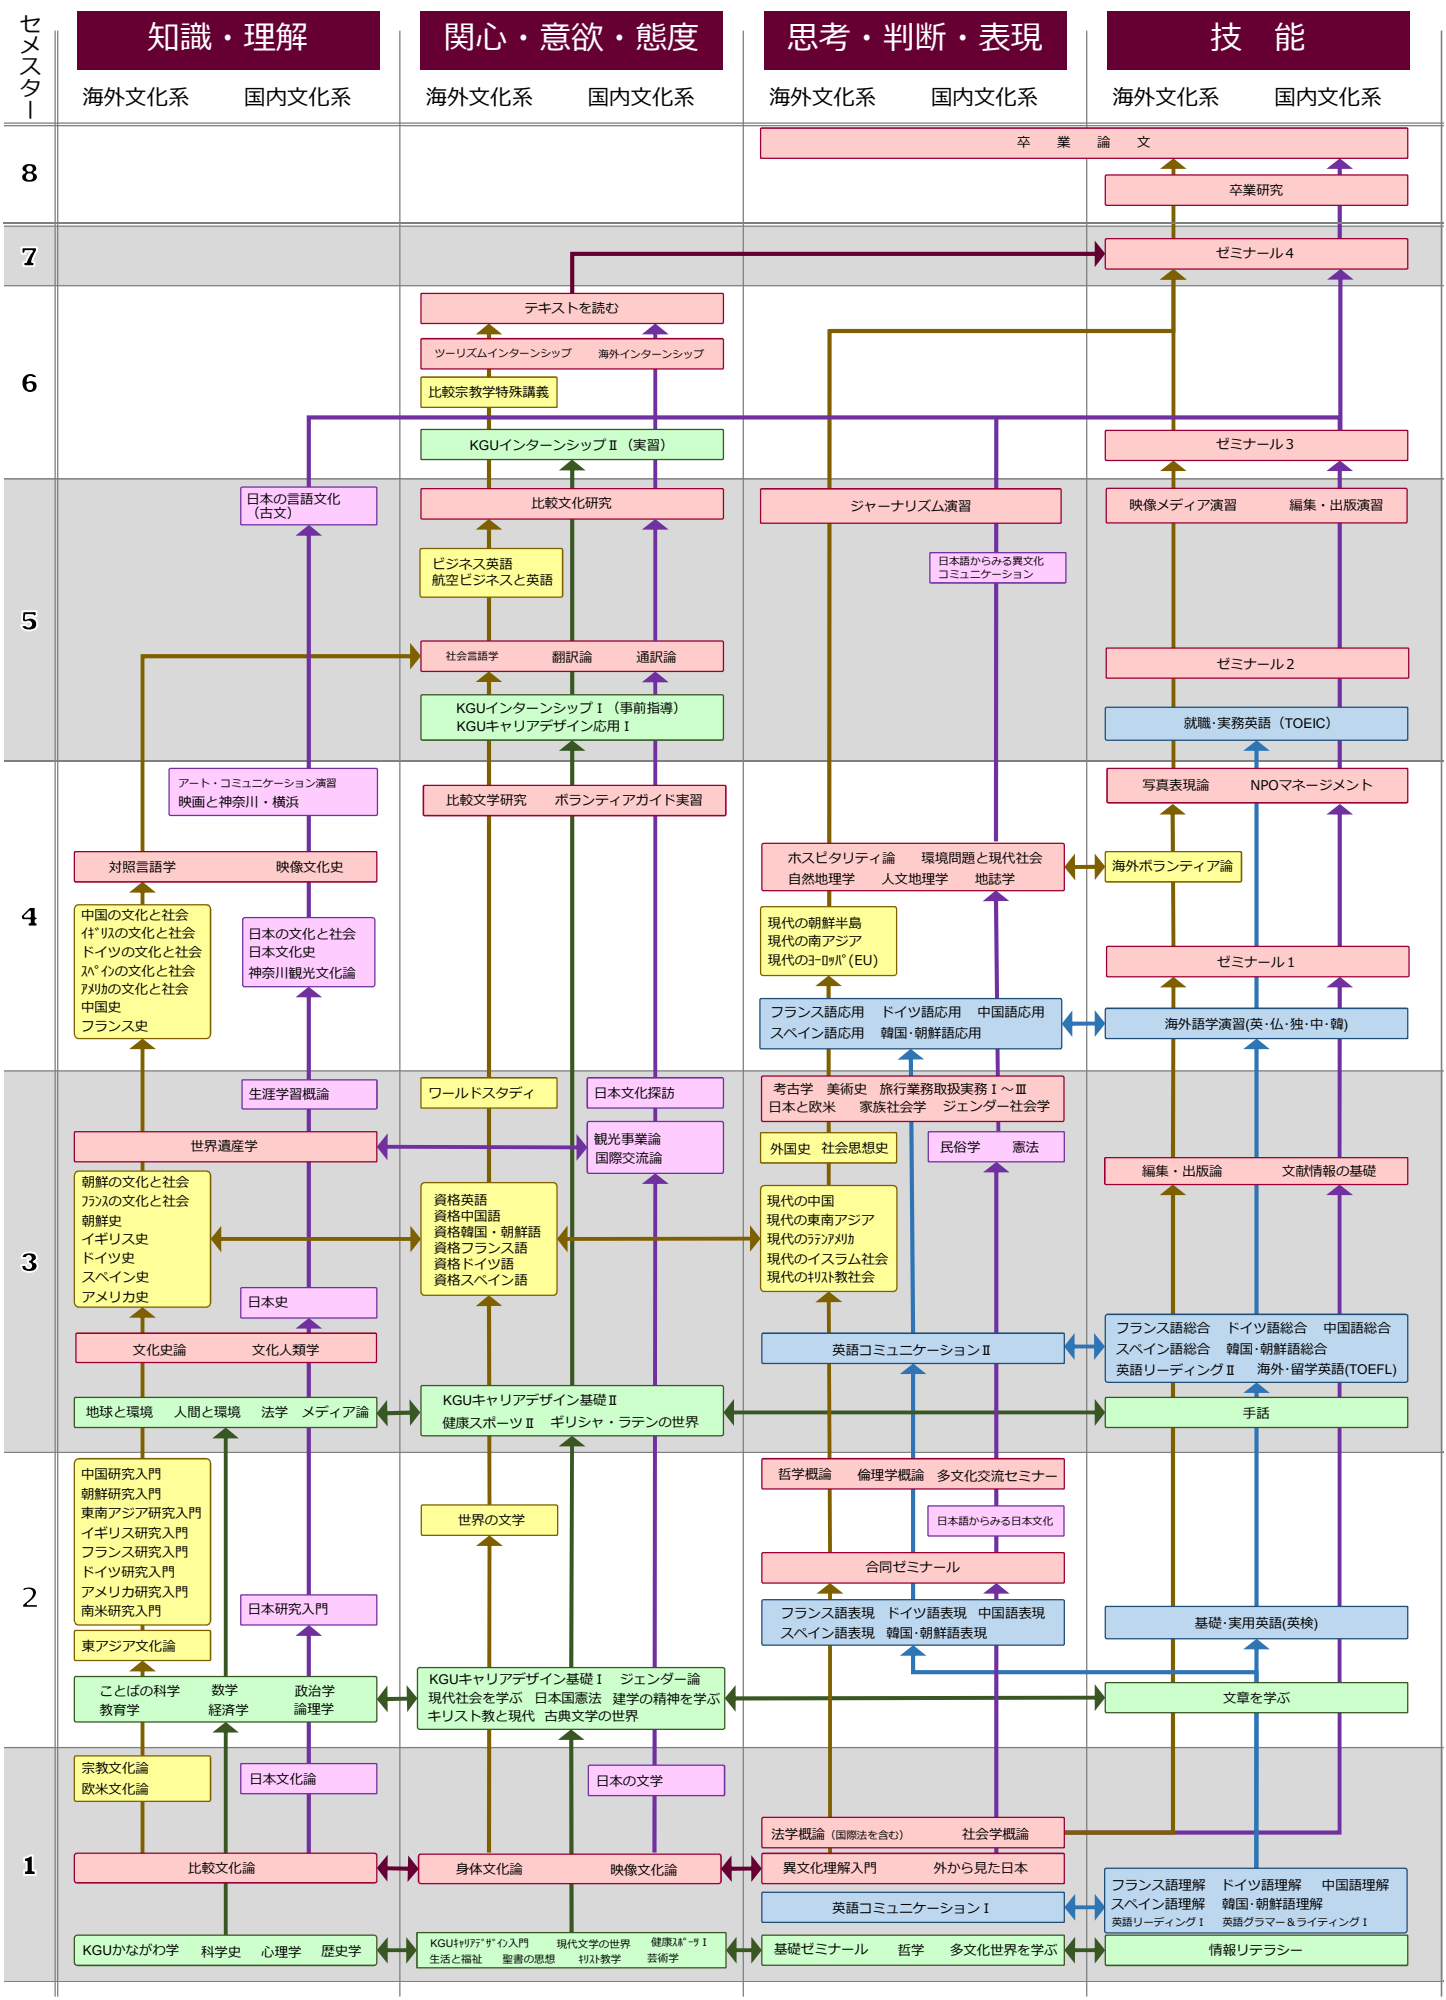 セメスター
知識・理解
関心・意欲・態度
思考・判断・表現
技　能
海外文化系　国内文化系
海外文化系　国内文化系
海外文化系　国内文化系
海外文化系　国内文化系
8
卒　業　論　文
卒業研究
7
ゼミナール４
6
テキストを読む
ツーリズムインターンシップ　海外インターンシップ
比較宗教学特殊講義
KGUインターンシップⅡ（実習）
ゼミナール３
5
日本の言語文化
（古文）
比較文化研究
ビジネス英語
航空ビジネスと英語
社会言語学　翻訳論　通訳論
KGUインターンシップⅠ（事前指導）
KGUキャリアデザイン応用Ⅰ
ジャーナリズム演習
日本語からみる異文化
コミュニケーション
映像メディア演習　編集・出版演習
ゼミナール２
就職・実務英語（TOEIC）
4
アート・コミュニケーション演習
映画と神奈川・横浜
対照言語学　映像文化史
中国の文化と社会
ｲｷﾞﾘｽの文化と社会
ドイツの文化と社会
ｽﾍﾟｲﾝの文化と社会
ｱﾒﾘｶの文化と社会
中国史
フランス史
日本の文化と社会
日本文化史
神奈川観光文化論
比較文学研究　ボランティアガイド実習
ホスピタリティ論　環境問題と現代社会
自然地理学　人文地理学　地誌学
現代の朝鮮半島
現代の南アジア
現代のﾖｰﾛｯﾊﾟ(EU)
フランス語応用　ドイツ語応用　中国語応用
スペイン語応用　韓国・朝鮮語応用
写真表現論　NPOマネージメント
海外ボランティア論
ゼミナール１
海外語学演習(英・仏・独・中・韓)
3
生涯学習概論
世界遺産学
朝鮮の文化と社会
ﾌﾗﾝｽの文化と社会
朝鮮史
イギリス史
ドイツ史
スペイン史
アメリカ史
日本史
文化史論　文化人類学
地球と環境　人間と環境　法学　メディア論
ワールドスタディ
日本文化探訪
観光事業論
国際交流論
資格英語
資格中国語
資格韓国・朝鮮語
資格フランス語
資格ドイツ語
資格スペイン語
KGUキャリアデザイン基礎Ⅱ
健康スポーツⅡ　ギリシャ・ラテンの世界
考古学　美術史　旅行業務取扱実務Ⅰ～Ⅲ
日本と欧米　家族社会学　ジェンダー社会学
外国史　社会思想史
民俗学　憲法
現代の中国
現代の東南アジア
現代のﾗﾃﾝｱﾒﾘｶ
現代のイスラム社会
現代のｷﾘｽﾄ教社会
英語コミュニケーションⅡ
編集・出版論　文献情報の基礎
フランス語総合　ドイツ語総合　中国語総合
スペイン語総合　韓国・朝鮮語総合
英語リーディングⅡ　海外・留学英語(TOEFL)
手話
2
中国研究入門
朝鮮研究入門
東南アジア研究入門
イギリス研究入門
フランス研究入門
ドイツ研究入門
アメリカ研究入門
南米研究入門
東アジア文化論
日本研究入門
ことばの科学　数学　政治学
教育学　経済学　論理学
世界の文学
KGUキャリアデザイン基礎Ⅰ　ジェンダー論
現代社会を学ぶ　日本国憲法　建学の精神を学ぶ
キリスト教と現代　古典文学の世界
哲学概論　倫理学概論　多文化交流セミナー
日本語からみる日本文化
合同ゼミナール
フランス語表現　ドイツ語表現　中国語表現
スペイン語表現　韓国・朝鮮語表現
基礎・実用英語(英検)
文章を学ぶ
1
宗教文化論
欧米文化論
日本文化論
比較文化論
KGUかながわ学　科学史　心理学　歴史学
日本の文学
身体文化論　映像文化論
KGUｷｬﾘｱﾃﾞｻﾞｲﾝ入門　現代文学の世界　健康ｽﾎﾟｰﾂⅠ
生活と福祉　聖書の思想　ｷﾘｽﾄ教学　芸術学
法学概論（国際法を含む）　社会学概論
異文化理解入門　外から見た日本
英語コミュニケーションⅠ
基礎ゼミナール　哲学　多文化世界を学ぶ
フランス語理解　ドイツ語理解　中国語理解
スペイン語理解　韓国・朝鮮語理解
英語リーディングⅠ　英語グラマー＆ライティングⅠ
情報リテラシー